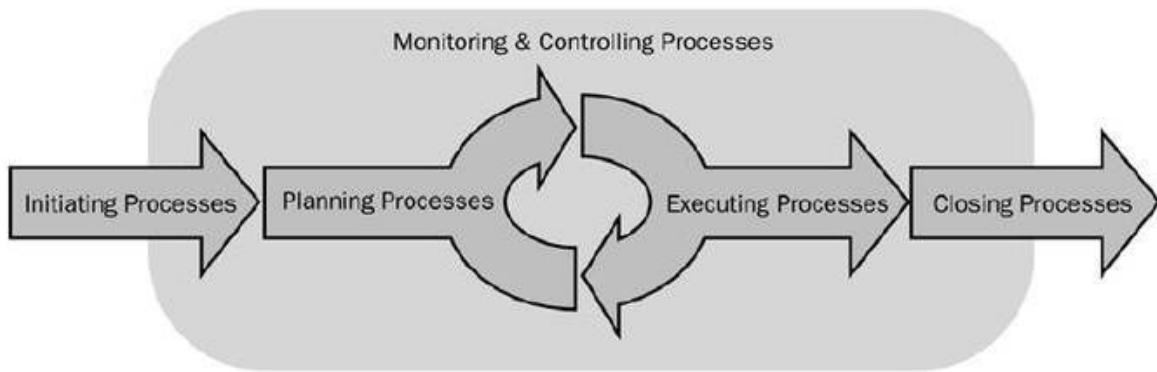 Monitoring & Controlling Processes
Initiating Processes
Planning Processes
Executing Processes
Closing Processes